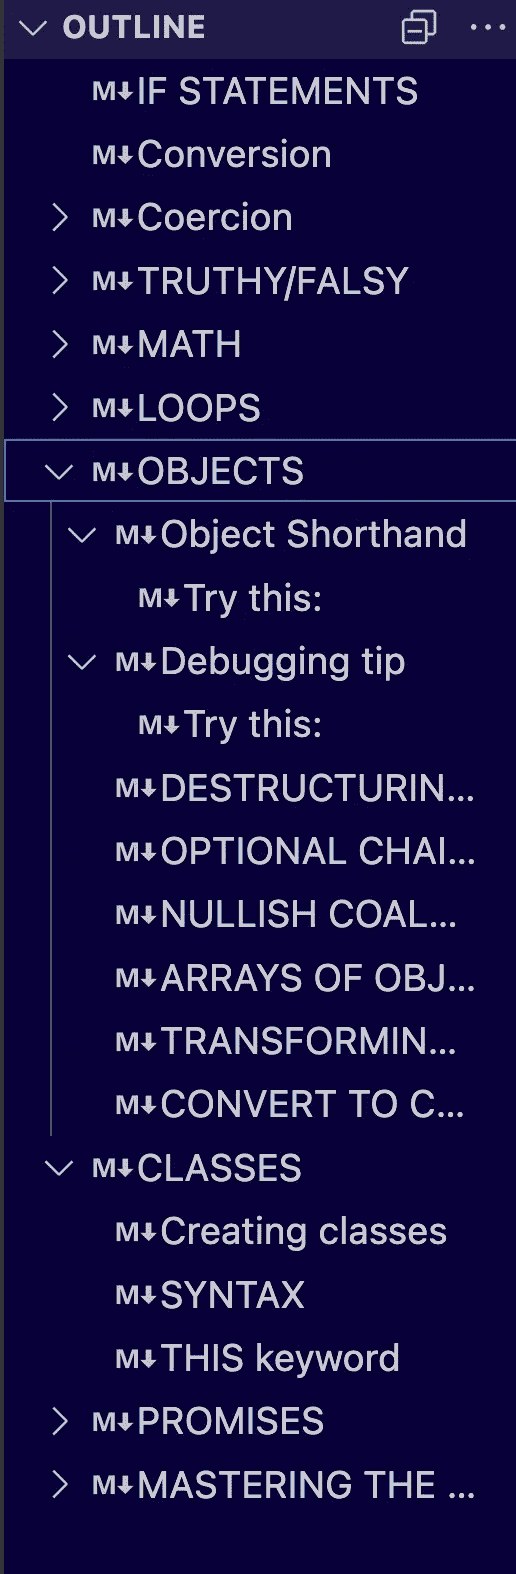 OUTLINE
M↓IF STATEMENTS
M↓Conversion
M↓Coercion
M↓TRUTHY/FALSY
M↓MATH
M↓LOOPS
M↓OBJECTS
M↓Object Shorthand
M↓Try this:
M↓Debugging tip
M↓Try this:
M↓DESTRUCTURIN...
M↓OPTIONAL CHAI...
M↓NULLISH COAL...
M↓ARRAYS OF OBJ...
M↓TRANSFORMIN...
M↓CONVERT TO C...
M↓CLASSES
M↓Creating classes
M↓SYNTAX
M↓THIS keyword
M↓PROMISES
M↓MASTERING THE ...